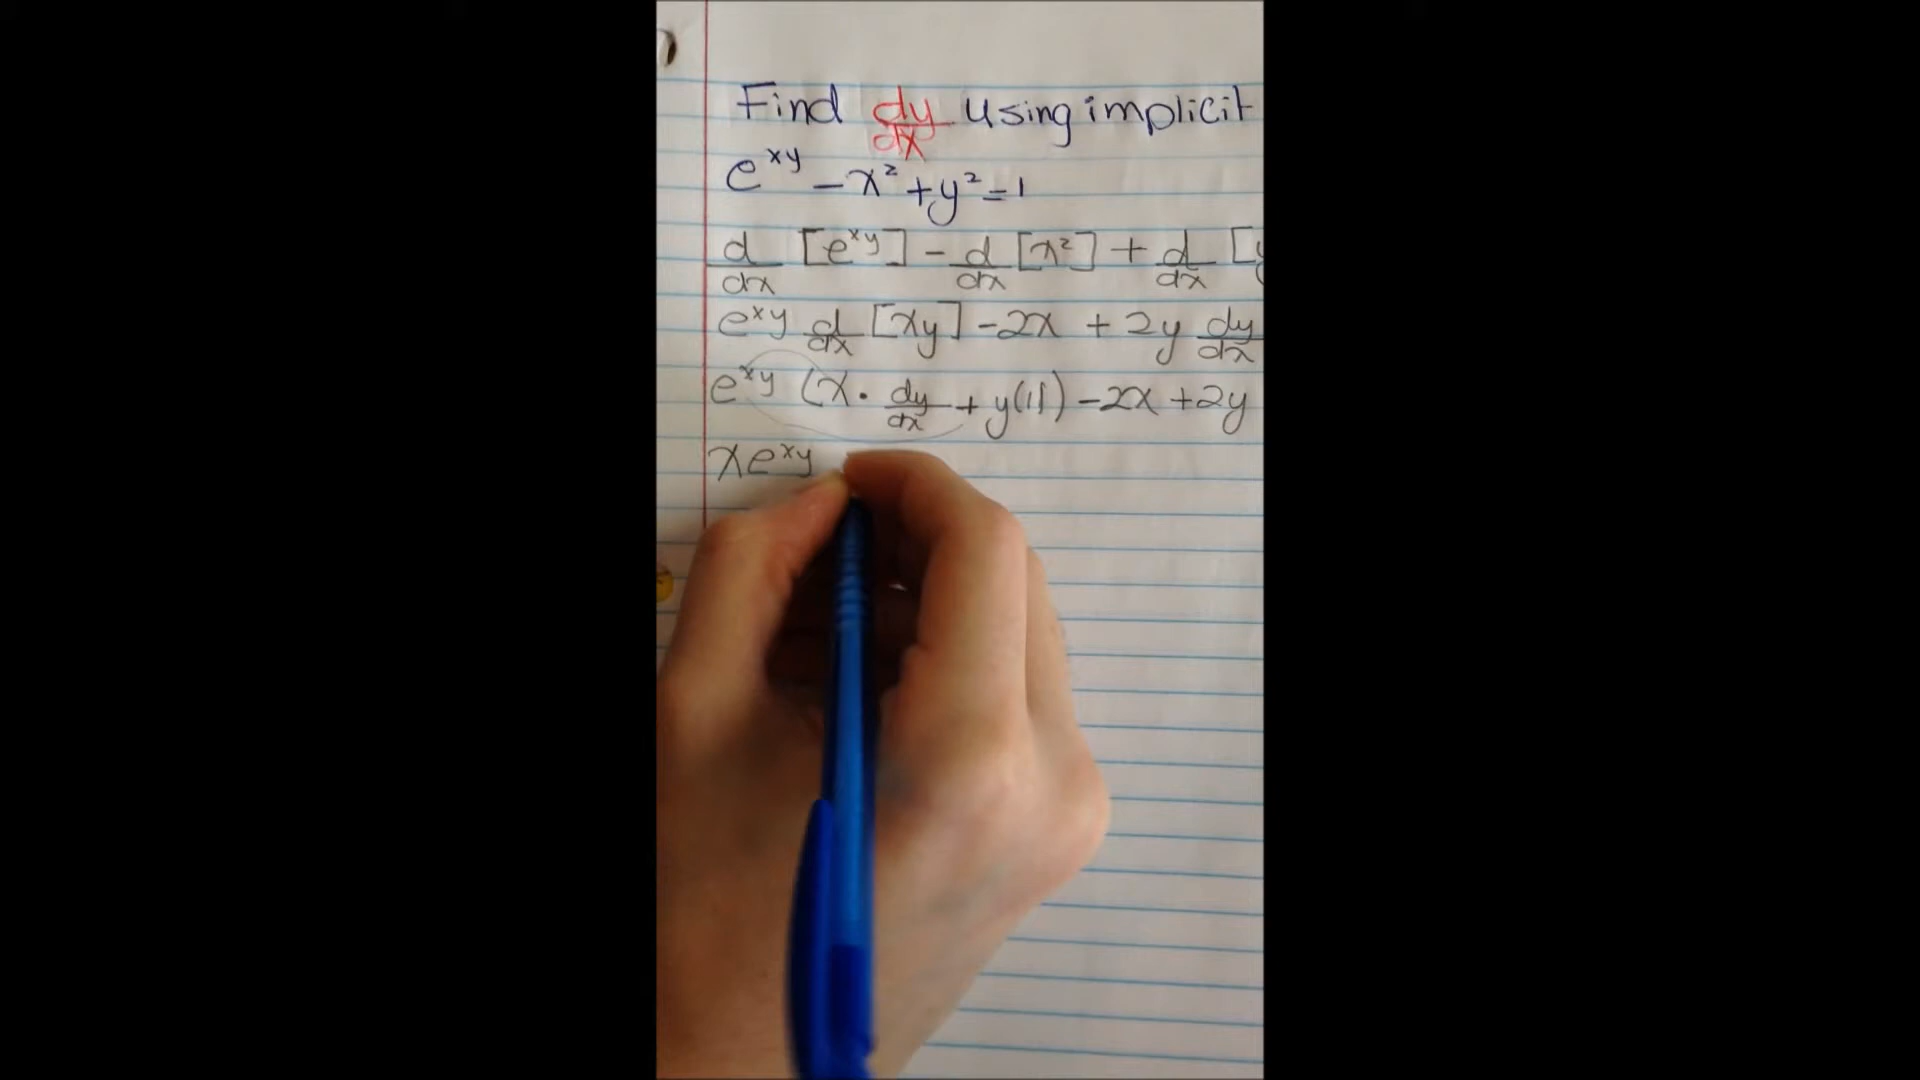 Find dy/dx using implicit
e^xy - x² + y² = 1
d/dx [e^xy] - d/dx [x²] + d/dx [y
e^xy d/dx [xy] - 2x + 2y dy/dx
e^xy (x · dy/dx + y(1)) - 2x + 2y
xe^xy